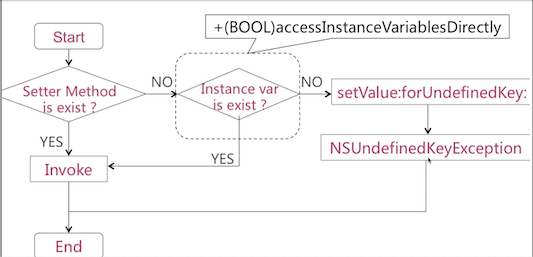 +(BOOL)accessInstanceVariablesDirectly
Start
Setter Method
is exist ?
NO
Instance var
is exist ?
NO
setValue:forUndefinedKey:
YES
YES
NSUndefinedKeyException
Invoke
End